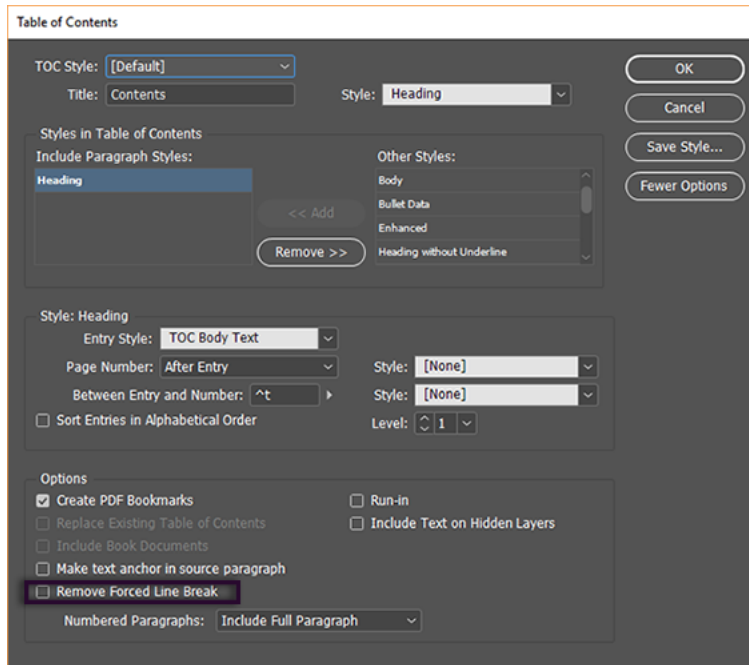 Table of Contents
TOC Style: [Default]
OK
Title: Contents Style: Heading
Cancel
Styles in Table of Contents
Save Style...
Include Paragraph Styles: Other Styles:
Heading Body
Fewer Options
Bullet Data
<< Add Enhanced
Remove >> Heading without Underline
Style: Heading
Entry Style: TOC Body Text
Page Number: After Entry Style: [None]
Between Entry and Number: ^t Style: [None]
Sort Entries in Alphabetical Order Level: 1
Options
Create PDF Bookmarks Run-in
Replace Existing Table of Contents Include Text on Hidden Layers
Include Book Documents
Make text anchor in source paragraph
Remove Forced Line Break
Numbered Paragraphs: Include Full Paragraph